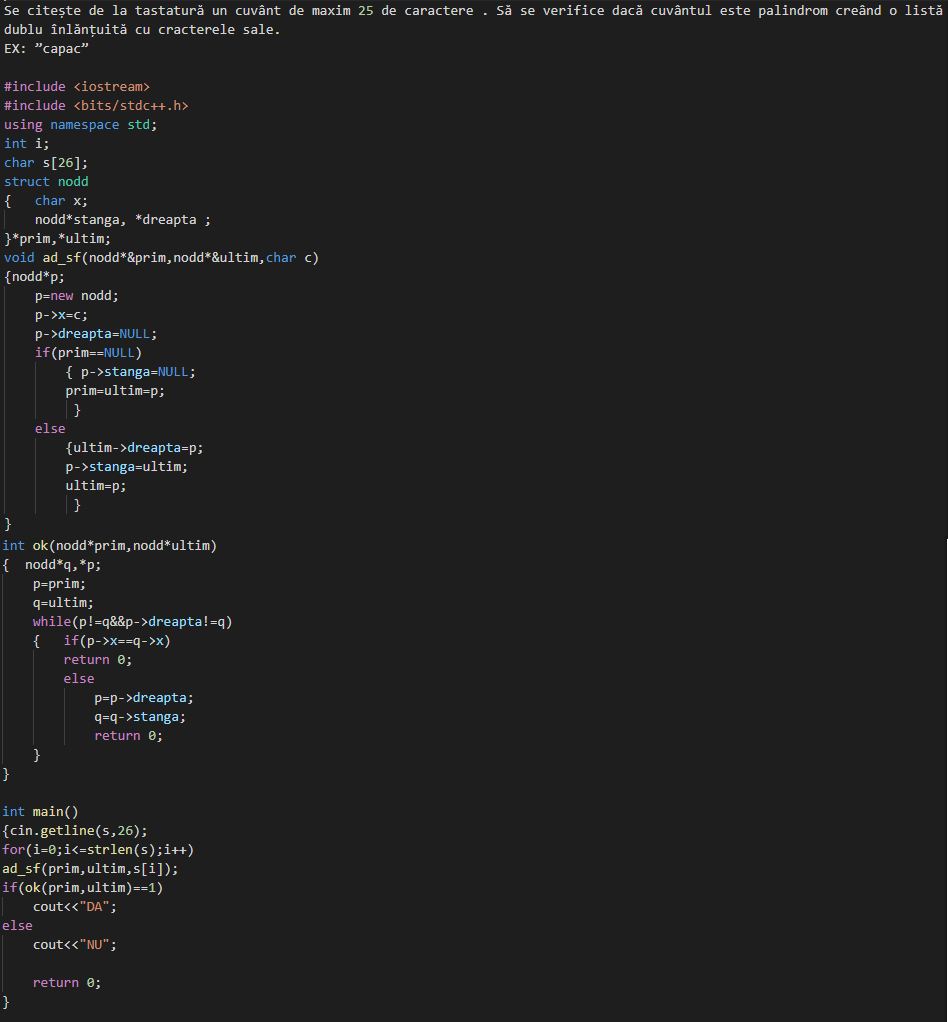 Se citește de la tastatură un cuvânt de maxim 25 de caractere . Să se verifice dacă cuvântul este palindrom creând o listă
dublu înlănțuită cu cracterele sale.
EX: ”capac”

#include <iostream>
#include <bits/stdc++.h>
using namespace std;
int i;
char s[26];
struct nodd
{   char x;
    nodd*stanga, *dreapta ;
}*prim,*ultim;
void ad_sf(nodd*&prim,nodd*&ultim,char c)
{nodd*p;
    p=new nodd;
    p->x=c;
    p->dreapta=NULL;
    if(prim==NULL)
        { p->stanga=NULL;
        prim=ultim=p;
         }
    else
        {ultim->dreapta=p;
        p->stanga=ultim;
        ultim=p;
         }
}
int ok(nodd*prim,nodd*ultim)
{  nodd*q,*p;
    p=prim;
    q=ultim;
    while(p!=q&&p->dreapta!=q)
    {   if(p->x==q->x)
        return 0;
        else
            p=p->dreapta;
            q=q->stanga;
            return 0;
    }
}

int main()
{cin.getline(s,26);
for(i=0;i<=strlen(s);i++)
ad_sf(prim,ultim,s[i]);
if(ok(prim,ultim)==1)
    cout<<"DA";
else
    cout<<"NU";

    return 0;
}